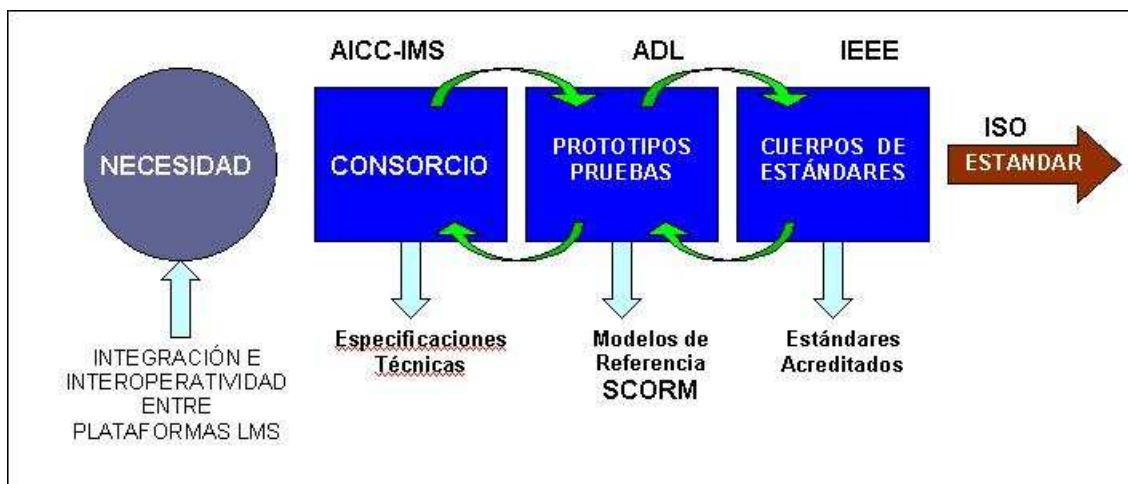 AICC-IMS
ADL
IEEE
NECESIDAD
CONSORCIO
PROTOTIPOS
PRUEBAS
CUERPOS DE
ESTÁNDARES
ISO
ESTANDAR
INTEGRACIÓN E
INTEROPERATIVIDAD
ENTRE
PLATAFORMAS LMS
Especificaciones
Técnicas
Modelos de
Referencia
SCORM
Estándares
Acreditados